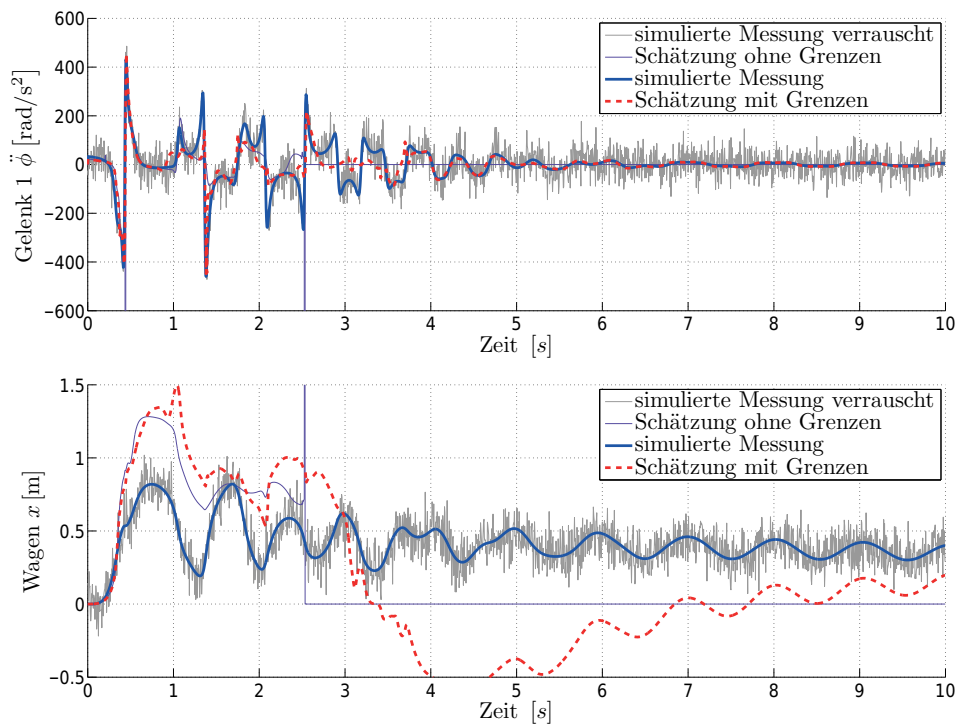 simulierte Messung verrauscht
Schätzung ohne Grenzen
simulierte Messung
Schätzung mit Grenzen
600
400
200
0
−200
−400
−600
Gelenk 1 φ̈ [rad/s²]
0 1 2 3 4 5 6 7 8 9 10
Zeit [s]
simulierte Messung verrauscht
Schätzung ohne Grenzen
simulierte Messung
Schätzung mit Grenzen
1.5
1
0.5
0
−0.5
Wagen x [m]
0 1 2 3 4 5 6 7 8 9 10
Zeit [s]